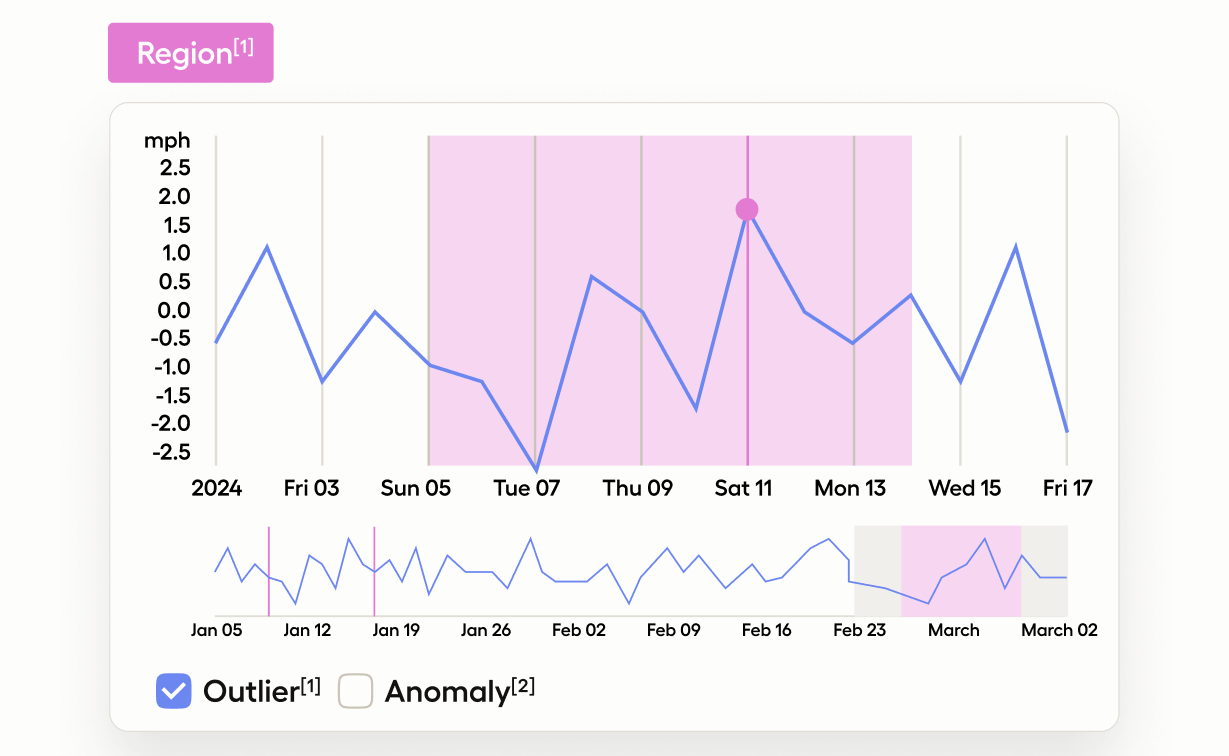 Region[1]
mph
2.5
2.0
1.5
1.0
0.5
0.0
-0.5
-1.0
-1.5
-2.0
-2.5
2024 Fri 03 Sun 05 Tue 07 Thu 09 Sat 11 Mon 13 Wed 15 Fri 17
Jan 05 Jan 12 Jan 19 Jan 26 Feb 02 Feb 09 Feb 16 Feb 23 March March 02
Outlier[1] Anomaly[2]